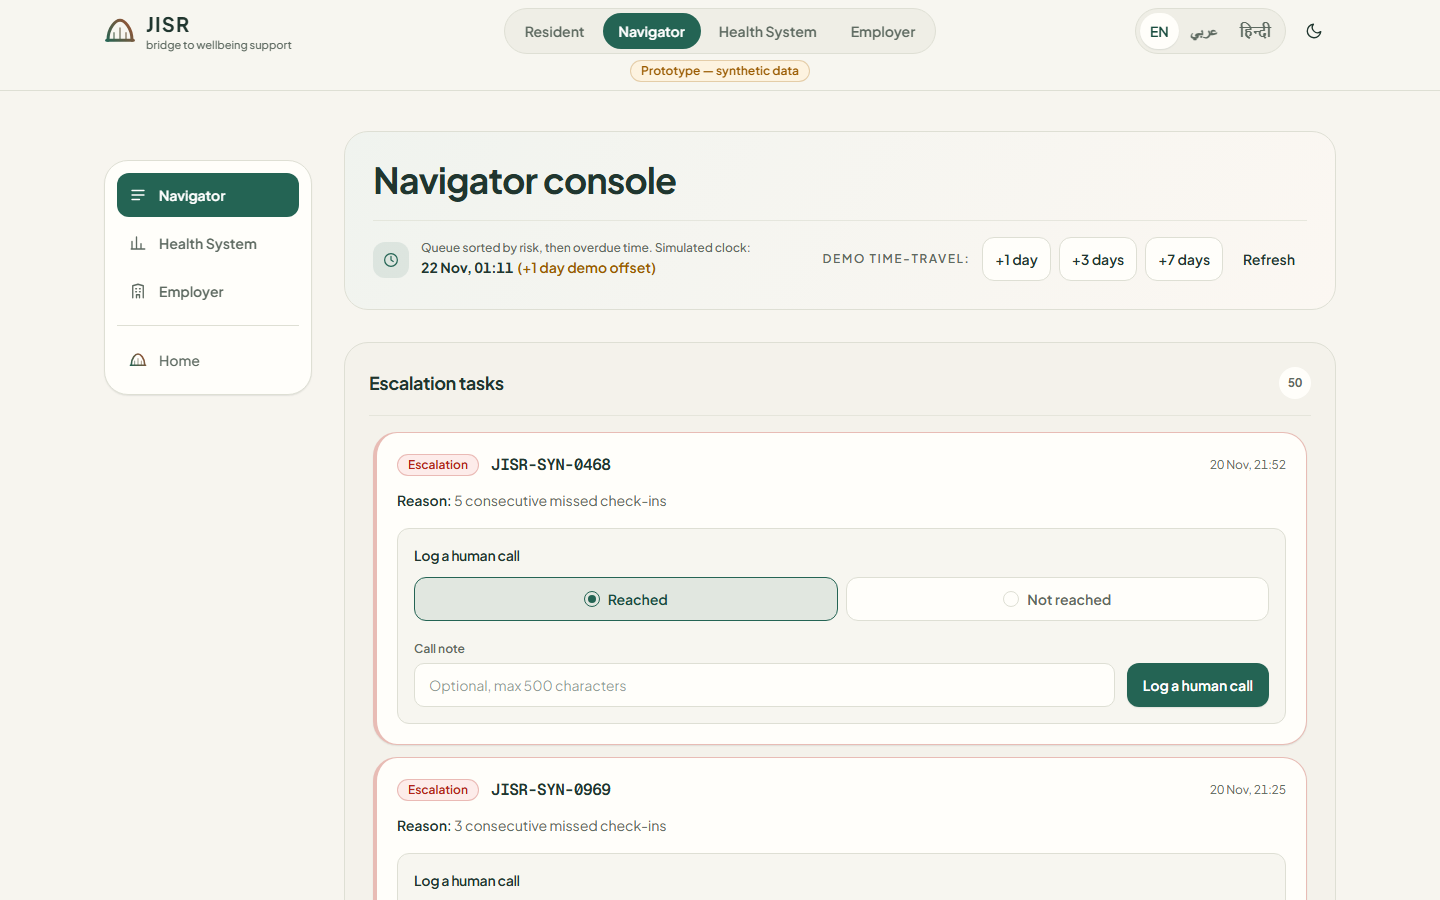 JISR
bridge to wellbeing support
Resident
Navigator
Health System
Employer
Prototype — synthetic data
EN
عربي
हिन्दी
Navigator
Health System
Employer
Home
Navigator console
Queue sorted by risk, then overdue time. Simulated clock:
22 Nov, 01:11 (+1 day demo offset)
DEMO TIME-TRAVEL:
+1 day
+3 days
+7 days
Refresh
Escalation tasks
50
Escalation
JISR-SYN-0468
20 Nov, 21:52
Reason: 5 consecutive missed check-ins
Log a human call
Reached
Not reached
Call note
Optional, max 500 characters
Log a human call
Escalation
JISR-SYN-0969
20 Nov, 21:25
Reason: 3 consecutive missed check-ins
Log a human call